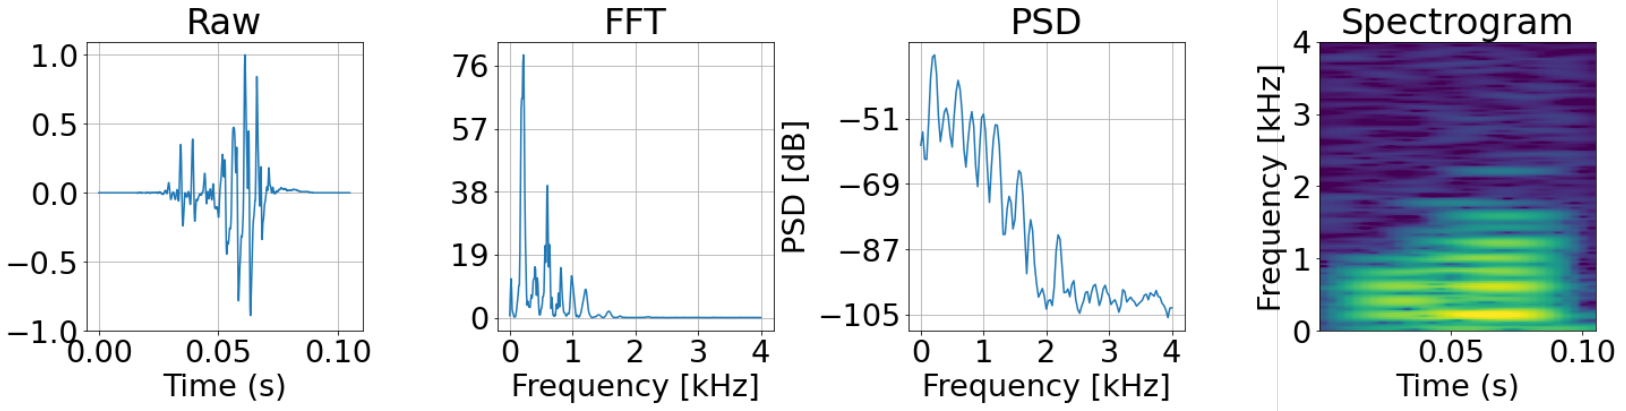 Raw FFT PSD Spectrogram
1.0 76 −51 4
0.5 57 −69 3
0.0 38 −87 2
−0.5 19 −105 1
−1.0 0 0
0.00 0.05 0.10 0 1 2 3 4 0 1 2 3 4 0.05 0.10
Time (s) Frequency [kHz] Frequency [kHz] Time (s)
PSD [dB]
Frequency [kHz]